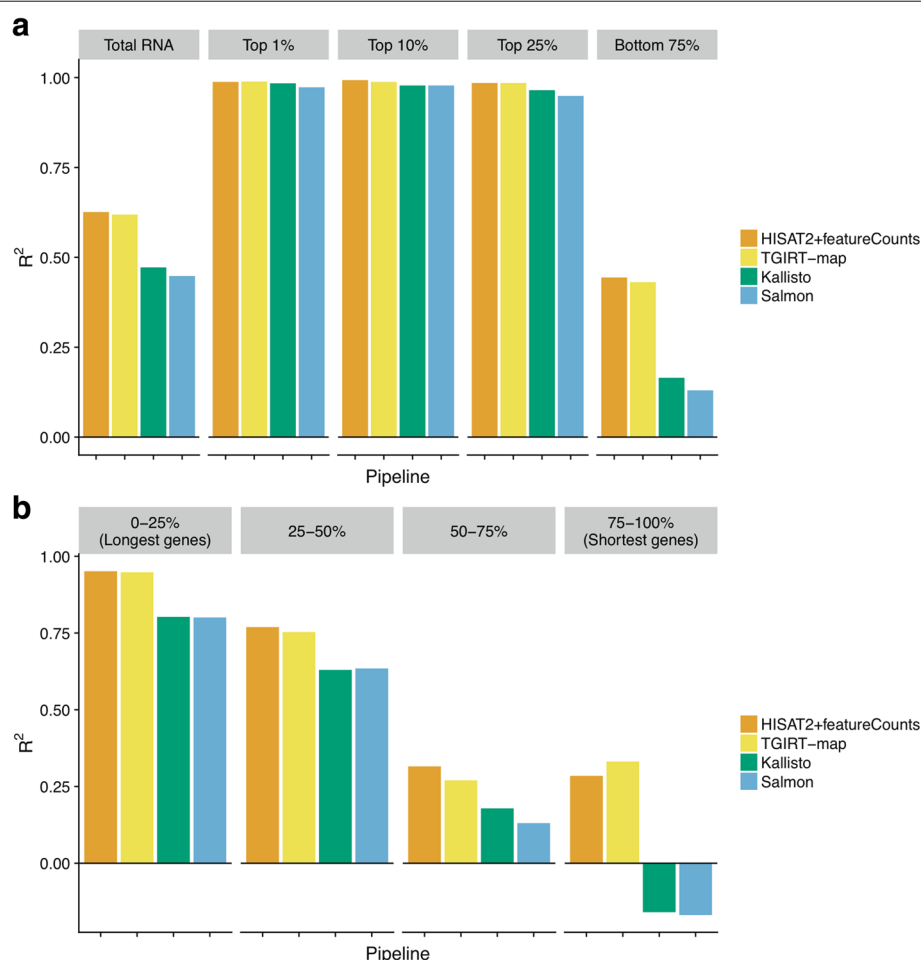 a
Total RNA
Top 1%
Top 10%
Top 25%
Bottom 75%
1.00
0.75
0.50
0.25
0.00
R²
Pipeline
HISAT2+featureCounts
TGIRT−map
Kallisto
Salmon
b
0−25%
(Longest genes)
25−50%
50−75%
75−100%
(Shortest genes)
1.00
0.75
0.50
0.25
0.00
R²
Pipeline
HISAT2+featureCounts
TGIRT−map
Kallisto
Salmon